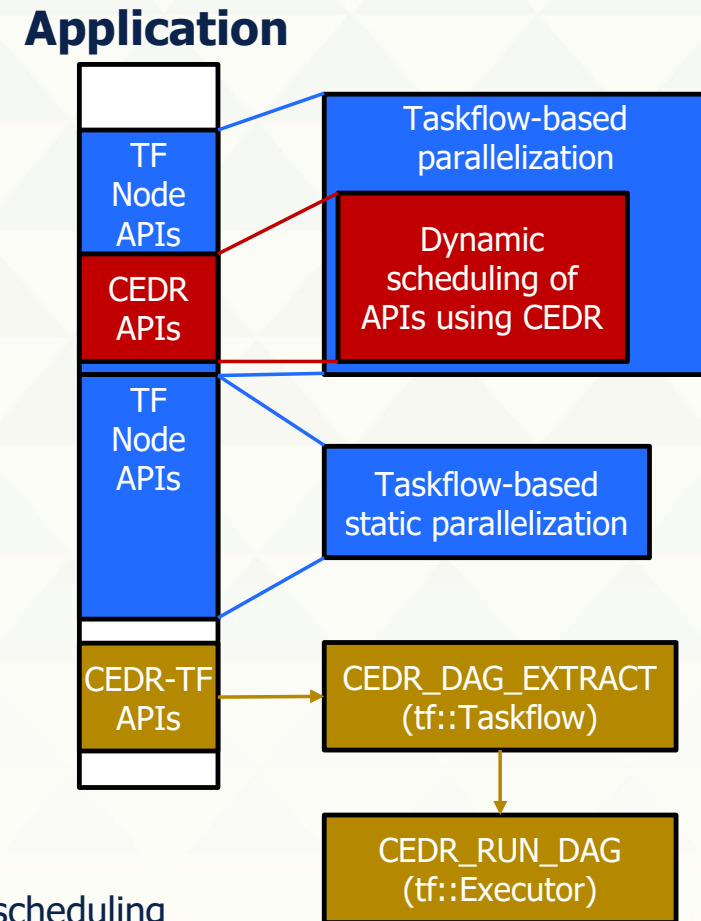 Application
TF
Node
APIs
CEDR
APIs
TF
Node
APIs
CEDR-TF
APIs
Taskflow-based
parallelization
Dynamic
scheduling of
APIs using CEDR
Taskflow-based
static parallelization
CEDR_DAG_EXTRACT
(tf::Taskflow)
CEDR_RUN_DAG
(tf::Executor)
scheduling